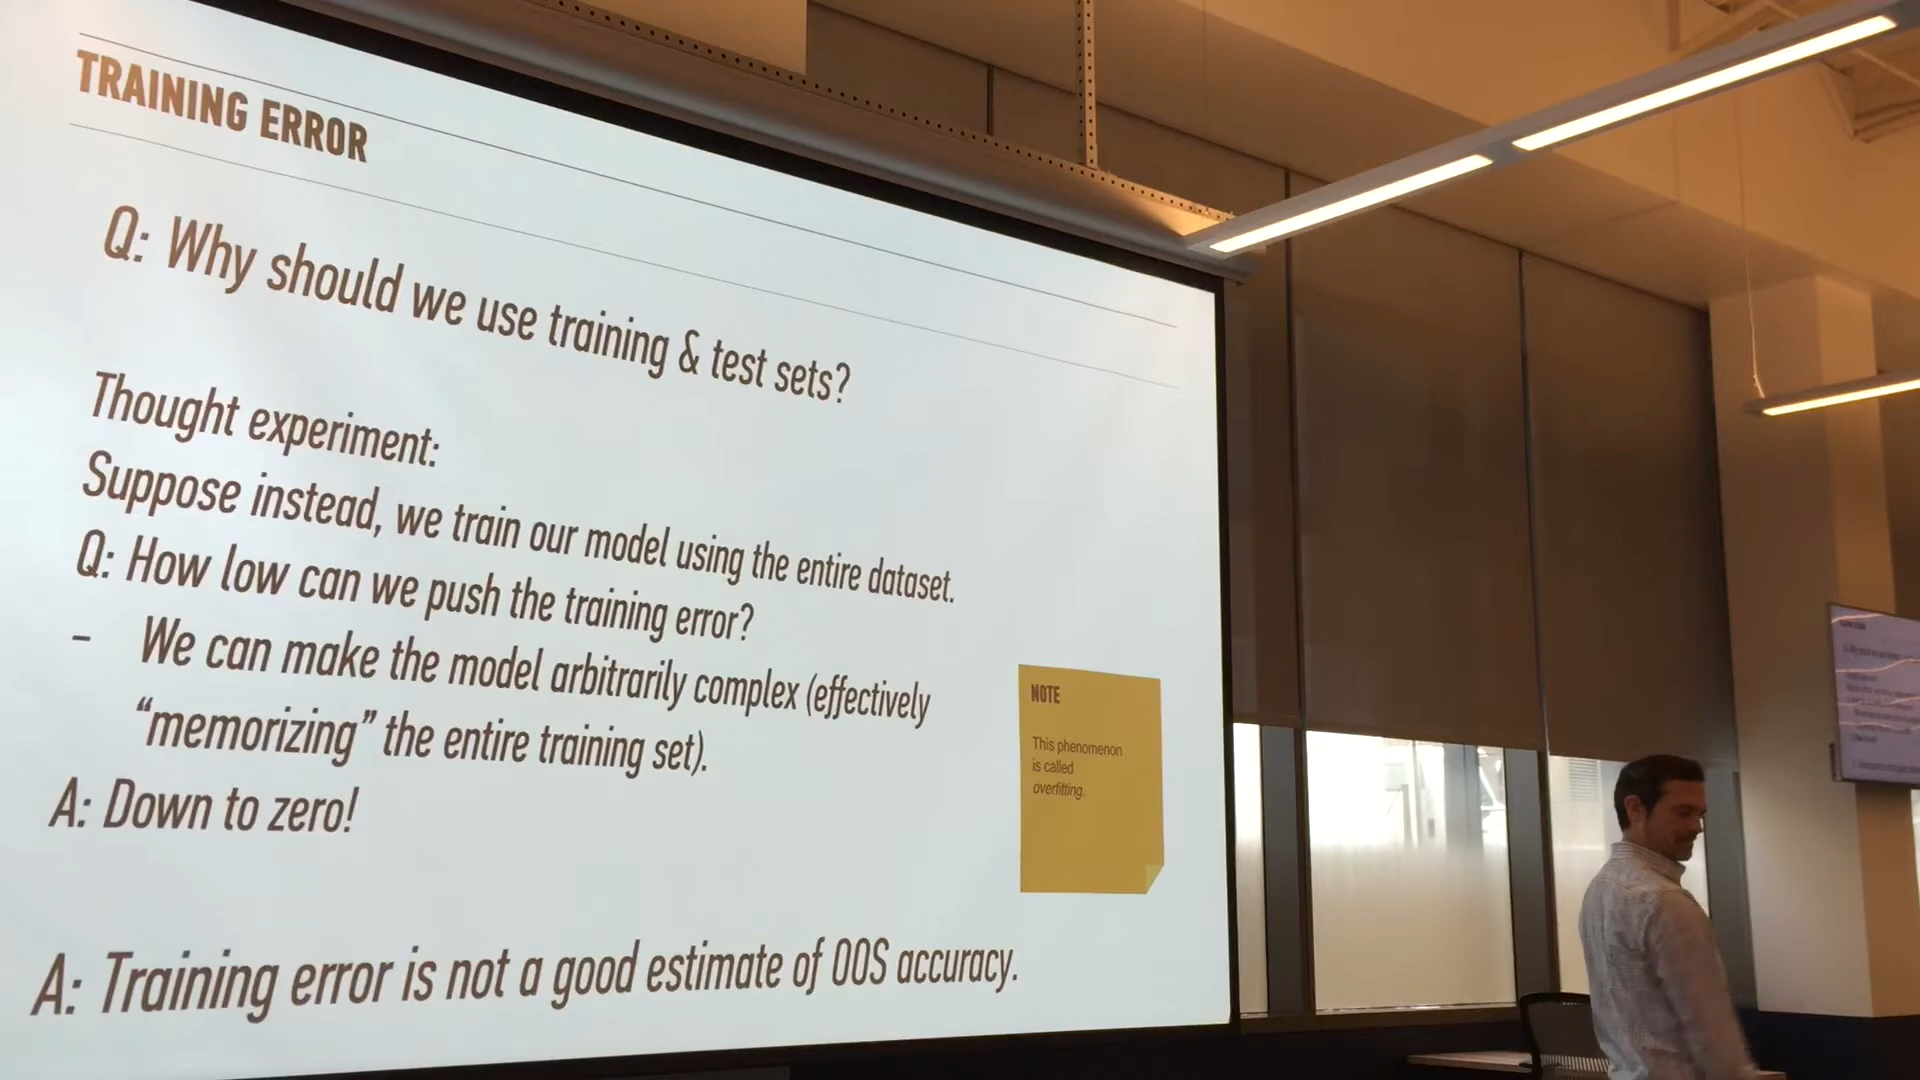 TRAINING ERROR
Q: Why should we use training & test sets?
Thought experiment:
Suppose instead, we train our model using the entire dataset.
Q: How low can we push the training error?
- We can make the model arbitrarily complex (effectively
“memorizing” the entire training set).
A: Down to zero!
NOTE
This phenomenon
is called
overfitting.
A: Training error is not a good estimate of OOS accuracy.